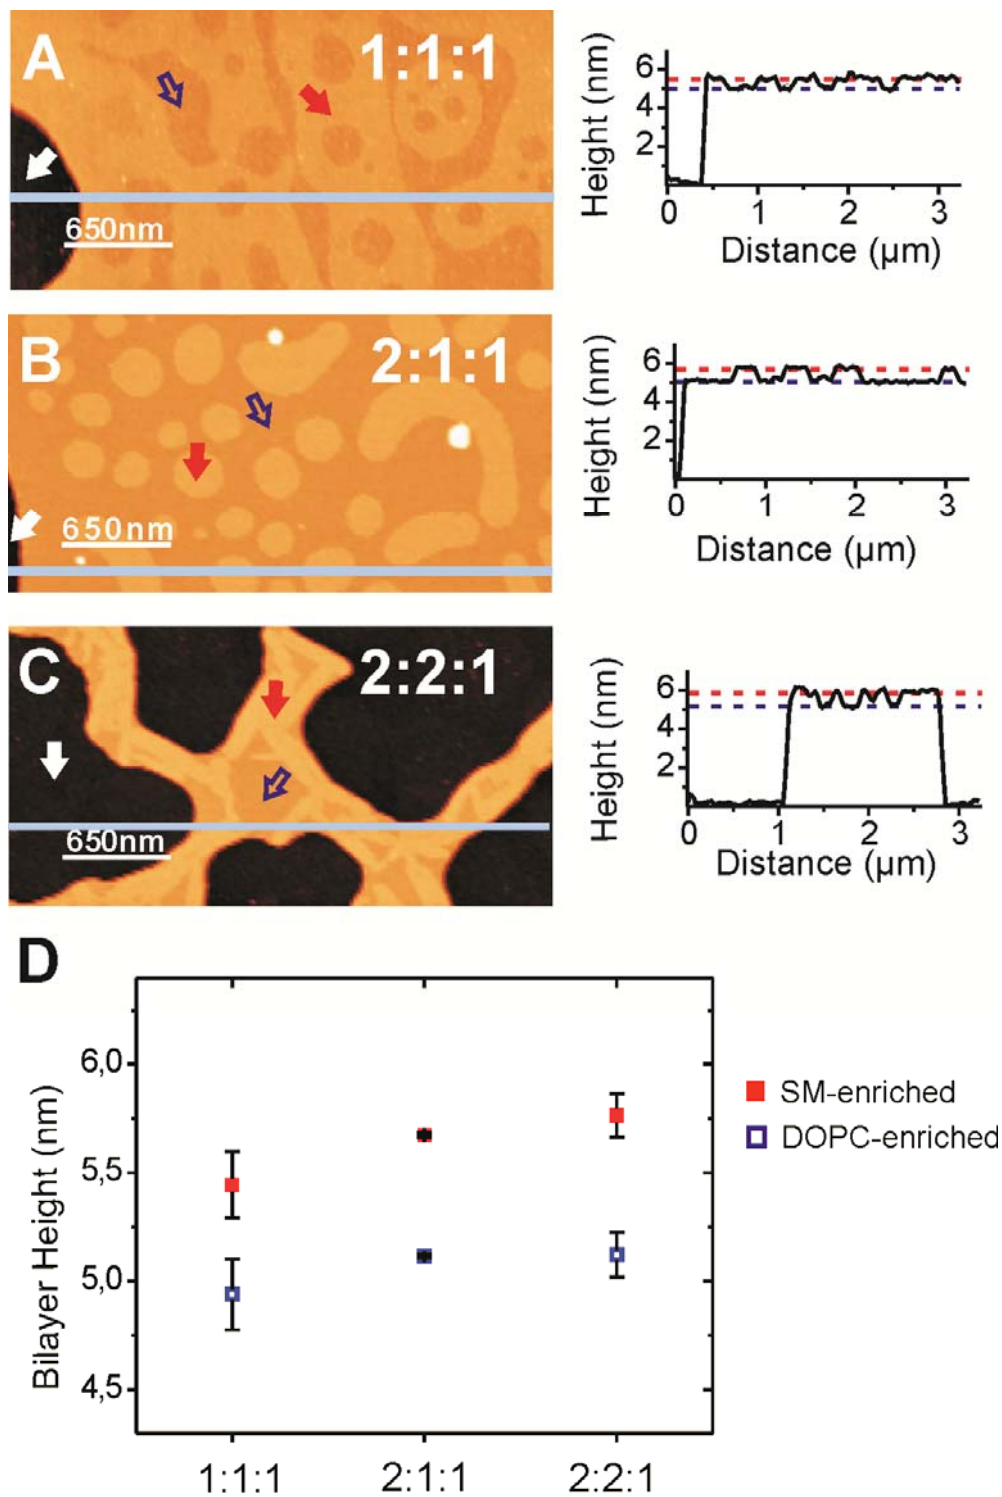 A
1:1:1
650nm
Height (nm)
6
4
2
0 1 2 3
Distance (µm)
B
2:1:1
650nm
Height (nm)
6
4
2
0 1 2 3
Distance (µm)
C
2:2:1
650nm
Height (nm)
6
4
2
0 1 2 3
Distance (µm)
D
Bilayer Height (nm)
6,0
5,5
5,0
4,5
1:1:1 2:1:1 2:2:1
SM-enriched
DOPC-enriched